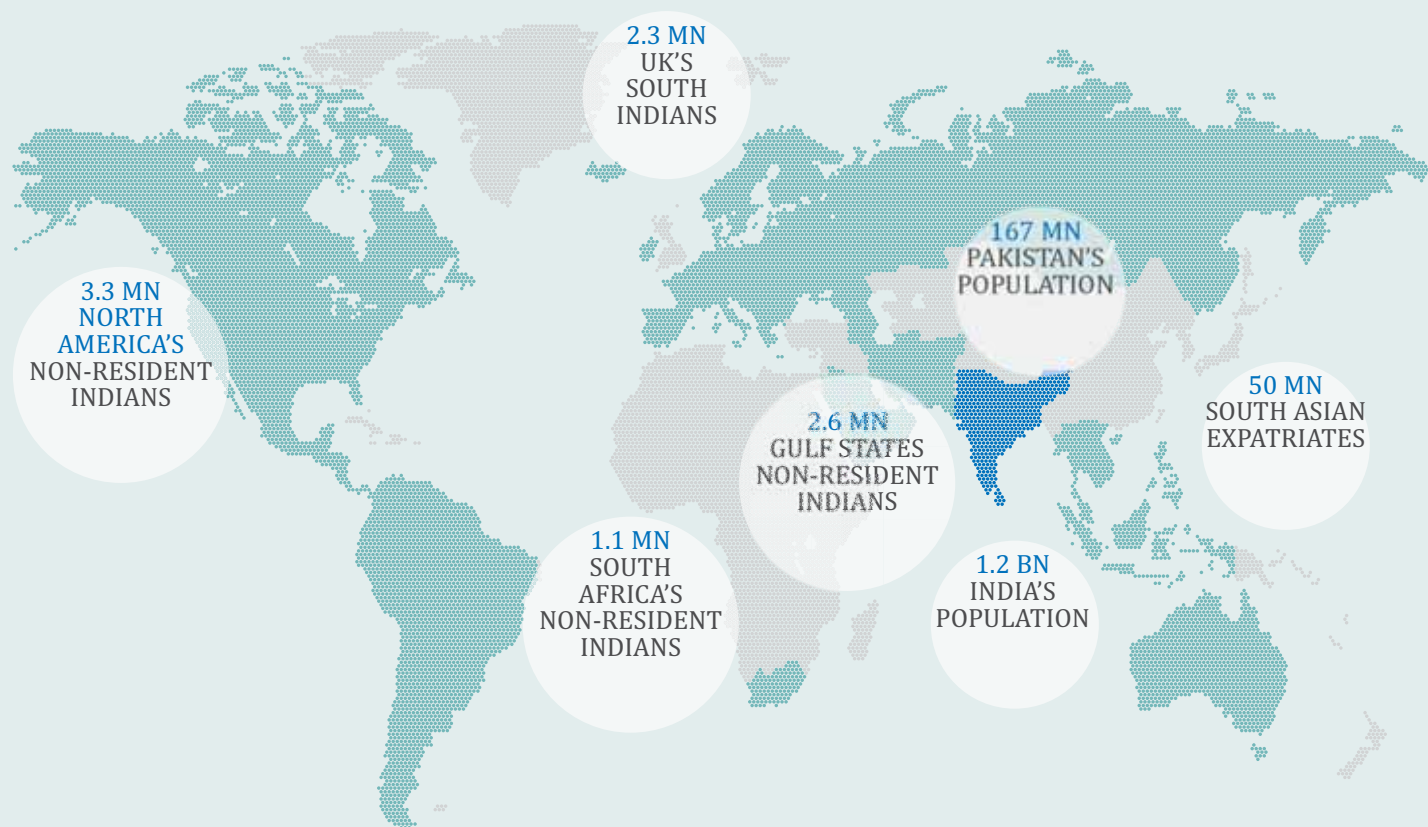 2.3 MN
UK'S
SOUTH
INDIANS
167 MN
PAKISTAN'S
POPULATION
3.3 MN
NORTH
AMERICA'S
NON-RESIDENT
INDIANS
50 MN
SOUTH ASIAN
EXPATRIATES
2.6 MN
GULF STATES
NON-RESIDENT
INDIANS
1.1 MN
SOUTH
AFRICA'S
NON-RESIDENT
INDIANS
1.2 BN
INDIA'S
POPULATION